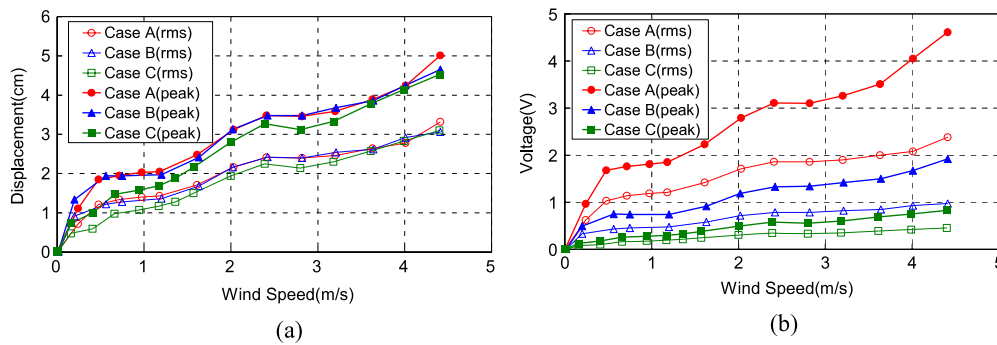 6
5
4
3
2
1
0
Displacement(cm)
Case A(rms)
Case B(rms)
Case C(rms)
Case A(peak)
Case B(peak)
Case C(peak)
0 1 2 3 4 5
Wind Speed(m/s)
(a)
5
4
3
2
1
0
Voltage(V)
Case A(rms)
Case B(rms)
Case C(rms)
Case A(peak)
Case B(peak)
Case C(peak)
0 1 2 3 4 5
Wind Speed(m/s)
(b)